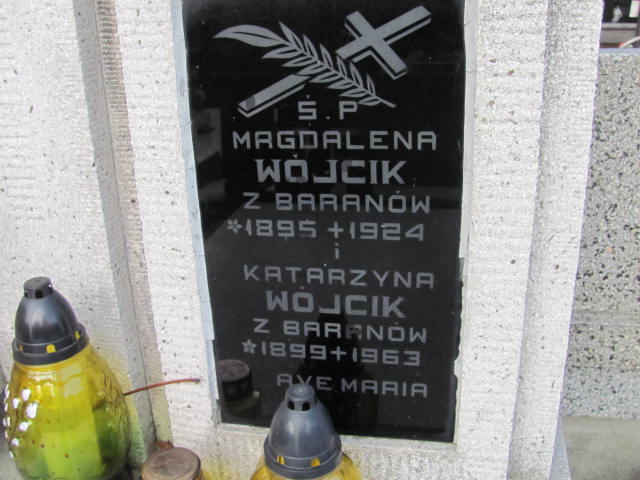 Ś.P
MAGDALENA
WÓJCIK
Z BARANÓW
*1895 +1924
i
KATARZYNA
WÓJCIK
Z BARANÓW
*1899+1963
AVE MARIA